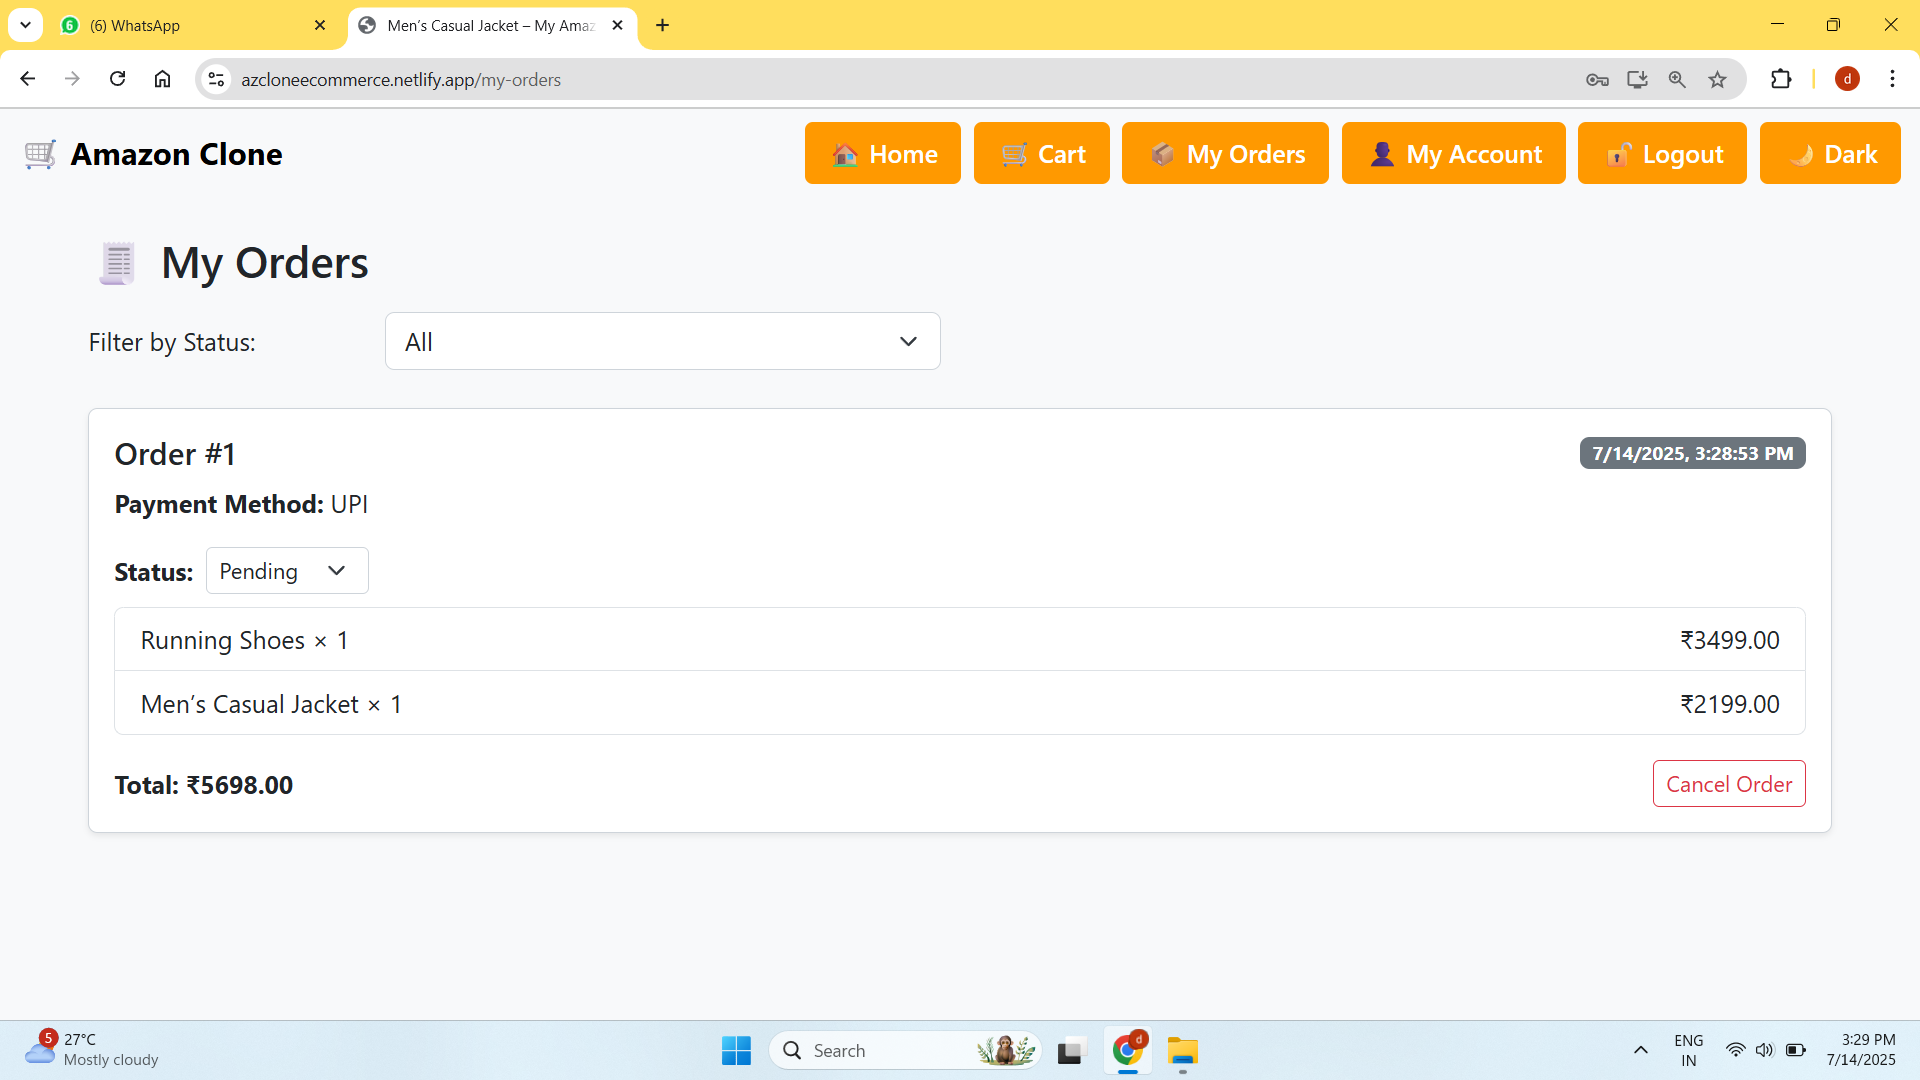 6 (6) WhatsApp
Men's Casual Jacket – My Amaz
azcloneecommerce.netlify.app/my-orders
d
Amazon Clone
Home
Cart
My Orders
My Account
Logout
Dark
My Orders
Filter by Status:
All
Order #1
7/14/2025, 3:28:53 PM
Payment Method: UPI
Status: Pending
Running Shoes × 1
₹3499.00
Men’s Casual Jacket × 1
₹2199.00
Total: ₹5698.00
Cancel Order
5
27°C
Mostly cloudy
Search
d
ENG
IN
3:29 PM
7/14/2025